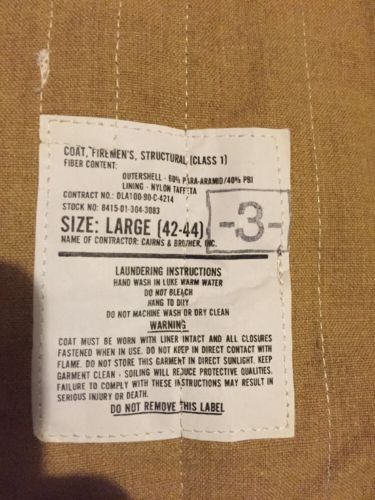 COAT, FIREMEN'S, STRUCTURAL, (CLASS 1)
FIBER CONTENT:
OUTERSHELL - 60% PARA-ARAMID/40% PBI
LINING - NYLON TAFFETA
CONTRACT NO.: DLA100-90-C-4214
STOCK NO: 8415-01-304-3083
SIZE: LARGE (42-44)
-3-
NAME OF CONTRACTOR: CAIRNS & BROTHER, INC.
LAUNDERING INSTRUCTIONS
HAND WASH IN LUKE WARM WATER
DO NOT BLEACH
HANG TO DRY
DO NOT MACHINE WASH OR DRY CLEAN
WARNING
COAT MUST BE WORN WITH LINER INTACT AND ALL CLOSURES
FASTENED WHEN IN USE. DO NOT KEEP IN DIRECT CONTACT WITH
FLAME. DO NOT STORE THIS GARMENT IN DIRECT SUNLIGHT. KEEP
GARMENT CLEAN - SOILING WILL REDUCE PROTECTIVE QUALITIES.
FAILURE TO COMPLY WITH THESE INSTRUCTIONS MAY RESULT IN
SERIOUS INJURY OR DEATH.
DO NOT REMOVE THIS LABEL